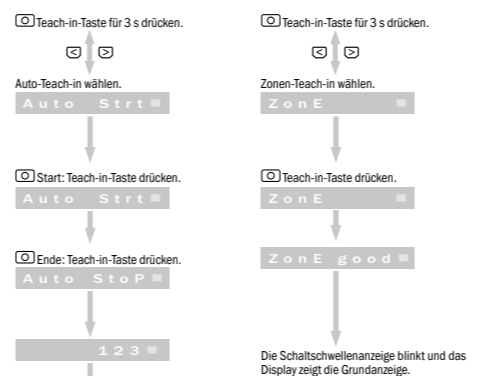 Teach-in-Taste für 3 s drücken.
Auto-Teach-in wählen.
Auto Strt
Start: Teach-in-Taste drücken.
Auto Strt
Ende: Teach-in-Taste drücken.
Auto StoP
123
Teach-in-Taste für 3 s drücken.
Zonen-Teach-in wählen.
ZonE
Teach-in-Taste drücken.
ZonE
ZonE good
Die Schaltschwellenanzeige blinkt und das
Display zeigt die Grundanzeige.